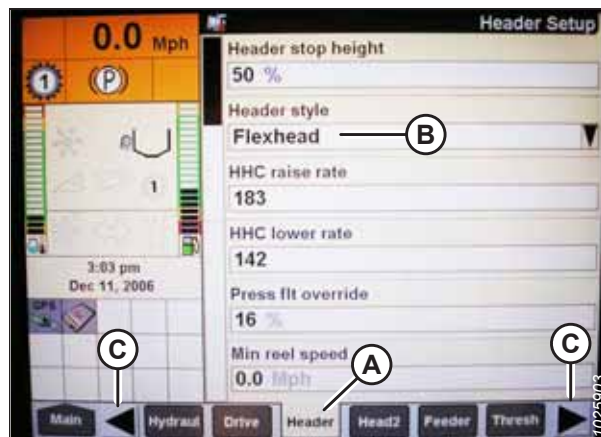 0.0 Mph
Header Setup
1
P
Header stop height
50 %
Header style
Flexhead
B
1
HHC raise rate
183
HHC lower rate
142
3:03 pm
Dec 11, 2006
Press flt override
16 %
GPS
Min reel speed
0.0 Mph
C
A
C
Main
Hydraul
Drive
Header
Head2
Feeder
Thresh
1025903